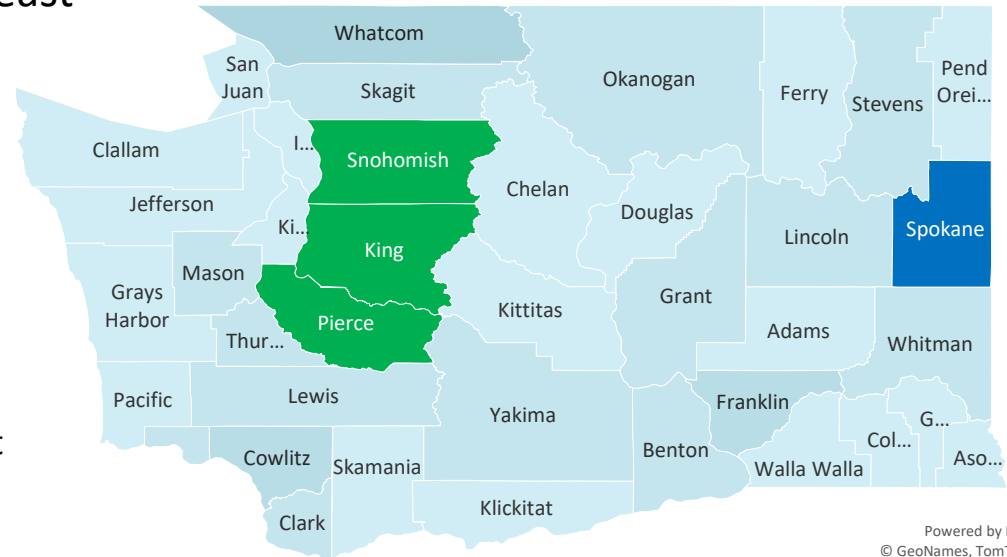 Whatcom
San
Juan
Skagit
Okanogan
Ferry
Stevens
Pend
Orei...
Clallam
I...
Snohomish
Chelan
Jefferson
Ki...
King
Douglas
Lincoln
Spokane
Mason
Grays
Harbor
Pierce
Kittitas
Grant
Thur...
Adams
Whitman
Pacific
Lewis
Yakima
Franklin
Cowlitz
Skamania
Benton
Walla Walla
Col...
G...
Aso...
Clark
Klickitat
Powered by
© GeoNames, Tom